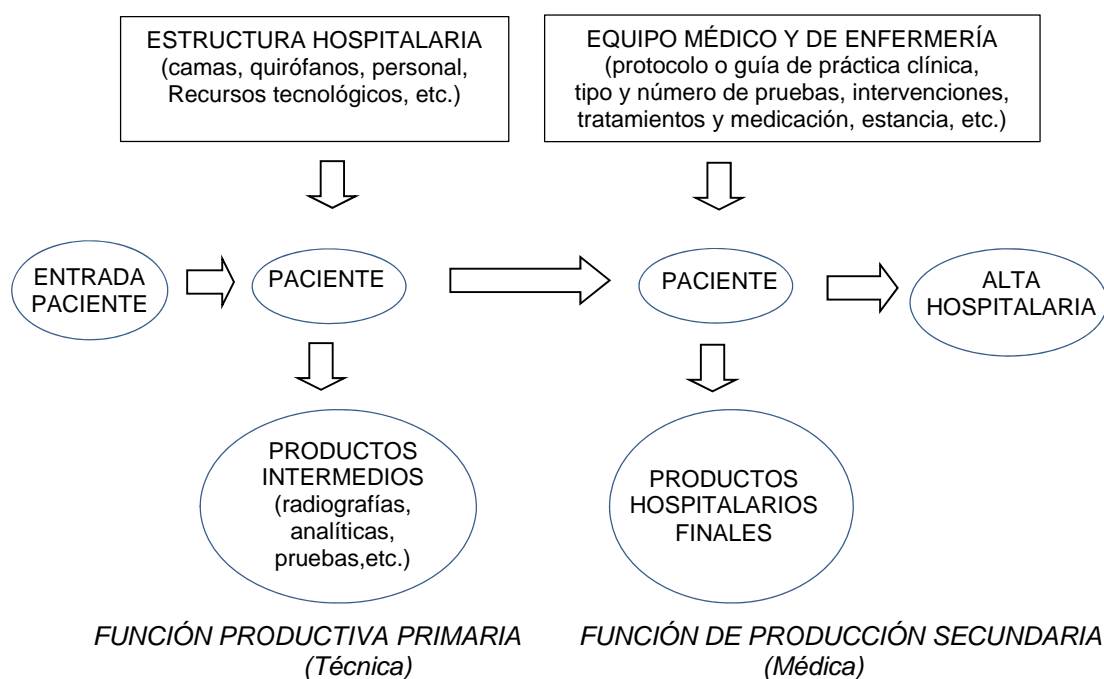 ESTRUCTURA HOSPITALARIA
(camas, quirófanos, personal,
Recursos tecnológicos, etc.)
EQUIPO MÉDICO Y DE ENFERMERÍA
(protocolo o guía de práctica clínica,
tipo y número de pruebas, intervenciones,
tratamientos y medicación, estancia, etc.)
ENTRADA
PACIENTE
PACIENTE
PACIENTE
ALTA
HOSPITALARIA
PRODUCTOS
INTERMEDIOS
(radiografías,
analíticas,
pruebas,etc.)
PRODUCTOS
HOSPITALARIOS
FINALES
FUNCIÓN PRODUCTIVA PRIMARIA
(Técnica)
FUNCIÓN DE PRODUCCIÓN SECUNDARIA
(Médica)